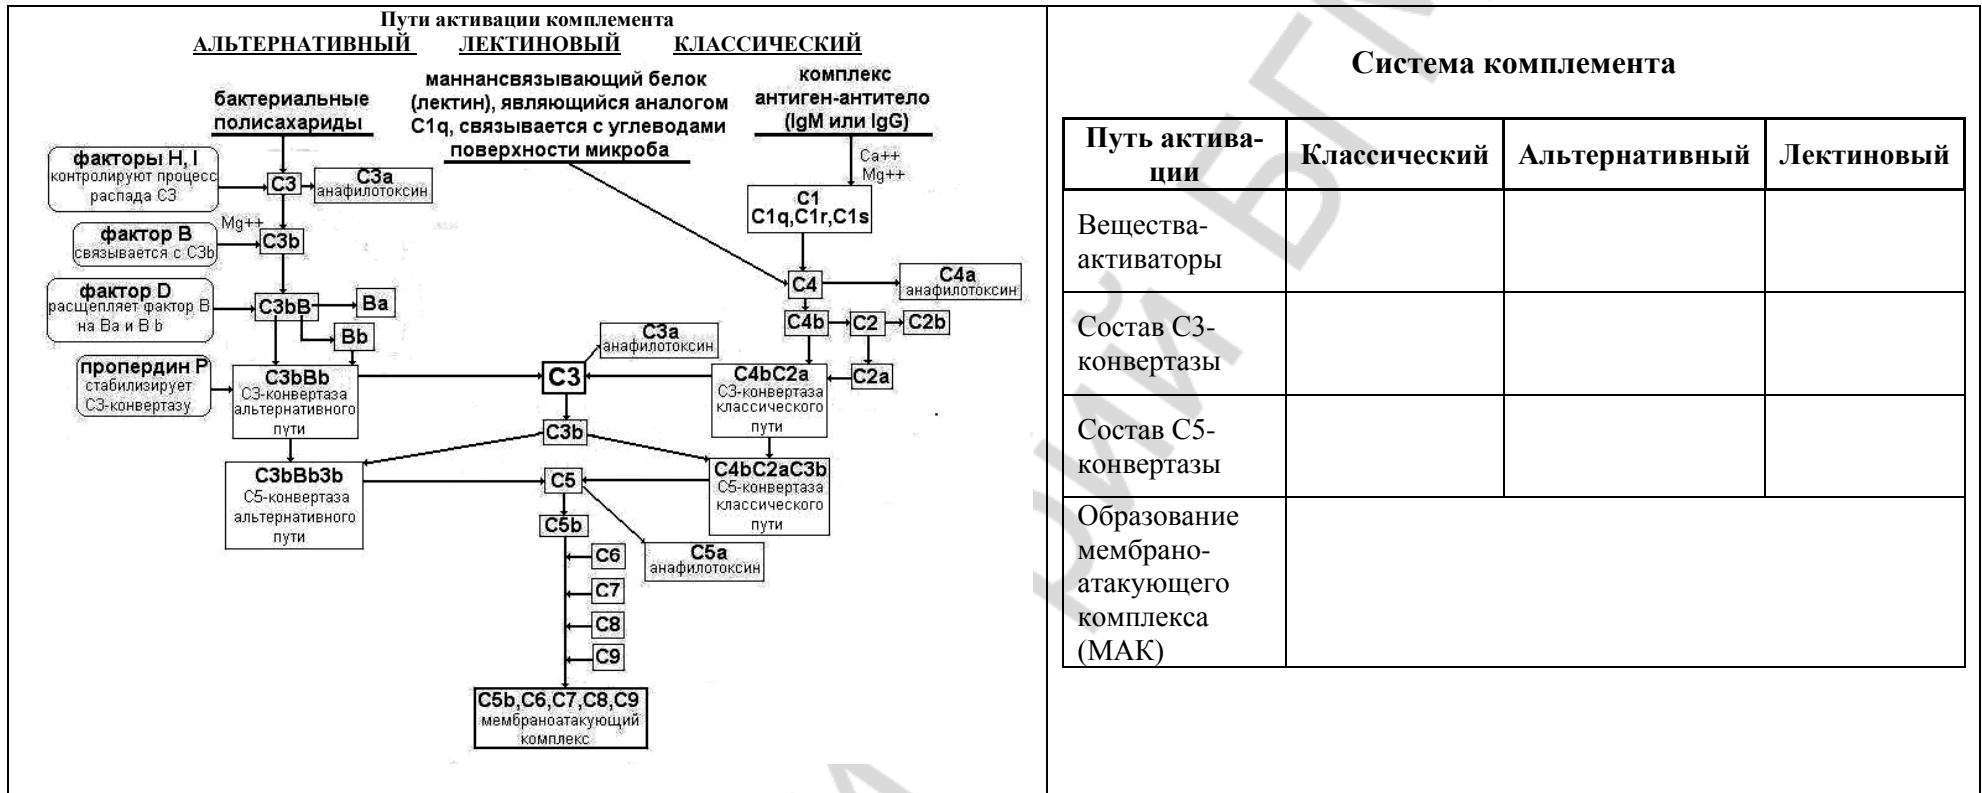 Пути активации комплемента
АЛЬТЕРНАТИВНЫЙ ЛЕКТИНОВЫЙ КЛАССИЧЕСКИЙ
бактериальные
полисахариды
маннансвязывающий белок
(лектин), являющийся аналогом
C1q, связывается с углеводами
поверхности микроба
комплекс
антиген-антитело
(IgM или IgG)
Ca++
Mg++
факторы H, I
контролируют процесс
распада C3
C3
C3a
анафилотоксин
C1
C1q,C1r,C1s
Mg++
фактор B
связывается с C3b
C3b
C4
C4a
анафилотоксин
фактор D
расщепляет фактор B
на Ba и B b
C3bB
Ba
Bb
C4b
C2
C2b
C3a
анафилотоксин
пропердин P
стабилизирует
C3-конвертазу
C3bBb
C3-конвертаза
альтернативного
пути
C3
C4bC2a
C3-конвертаза
классического
пути
C2a
C3b
C3bBb3b
C5-конвертаза
альтернативного
пути
C5
C4bC2aC3b
C5-конвертаза
классического
пути
C5b
C5a
анафилотоксин
C6
C7
C8
C9
C5b,C6,C7,C8,C9
мембраноатакующий
комплекс
Система комплемента
Путь актива-
ции
Классический
Альтернативный
Лектиновый
Вещества-
активаторы
Состав С3-
конвертазы
Состав С5-
конвертазы
Образование
мембрано-
атакующего
комплекса
(МАК)